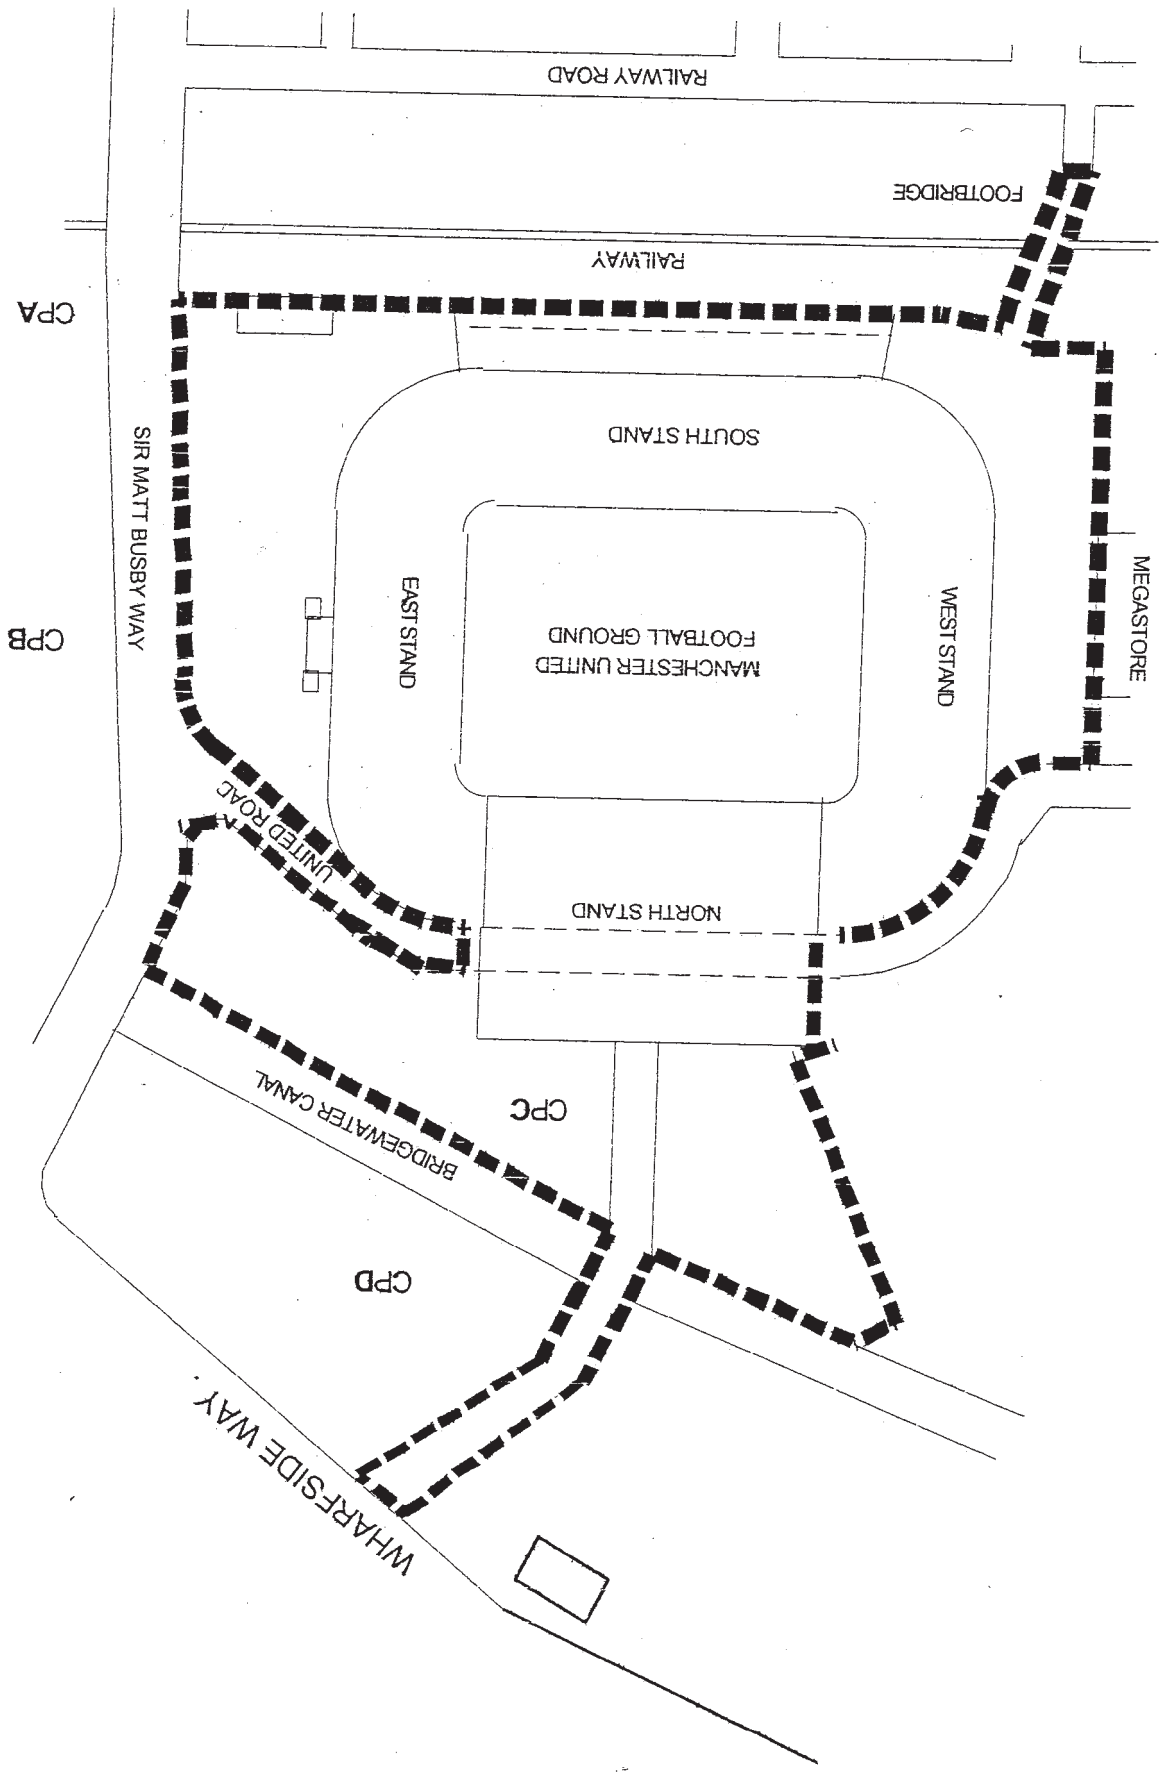 WHARFSIDE WAY
CPD
BRIDGEWATER CANAL
CPC
NORTH STAND
UNITED ROAD
MANCHESTER UNITED
FOOTBALL GROUND
WEST STAND
EAST STAND
MEGASTORE
CPB
SIR MATT BUSBY WAY
SOUTH STAND
CPA
RAILWAY
FOOTBRIDGE
RAILWAY ROAD